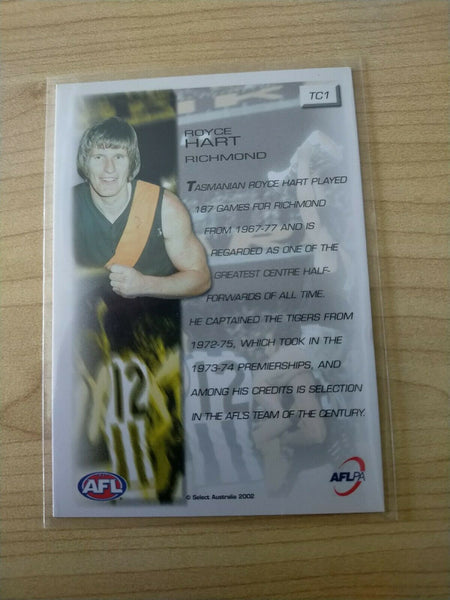 TC1
ROYCE
HART
RICHMOND
TASMANIAN ROYCE HART PLAYED
187 GAMES FOR RICHMOND
FROM 1967-77 AND IS
REGARDED AS ONE OF THE
GREATEST CENTRE HALF-
FORWARDS OF ALL TIME.
HE CAPTAINED THE TIGERS FROM
1972-75, WHICH TOOK IN THE
1973-74 PREMIERSHIPS, AND
AMONG HIS CREDITS IS SELECTION
IN THE AFL'S TEAM OF THE CENTURY.
12
AFL
© Select Australia 2002
AFLPA